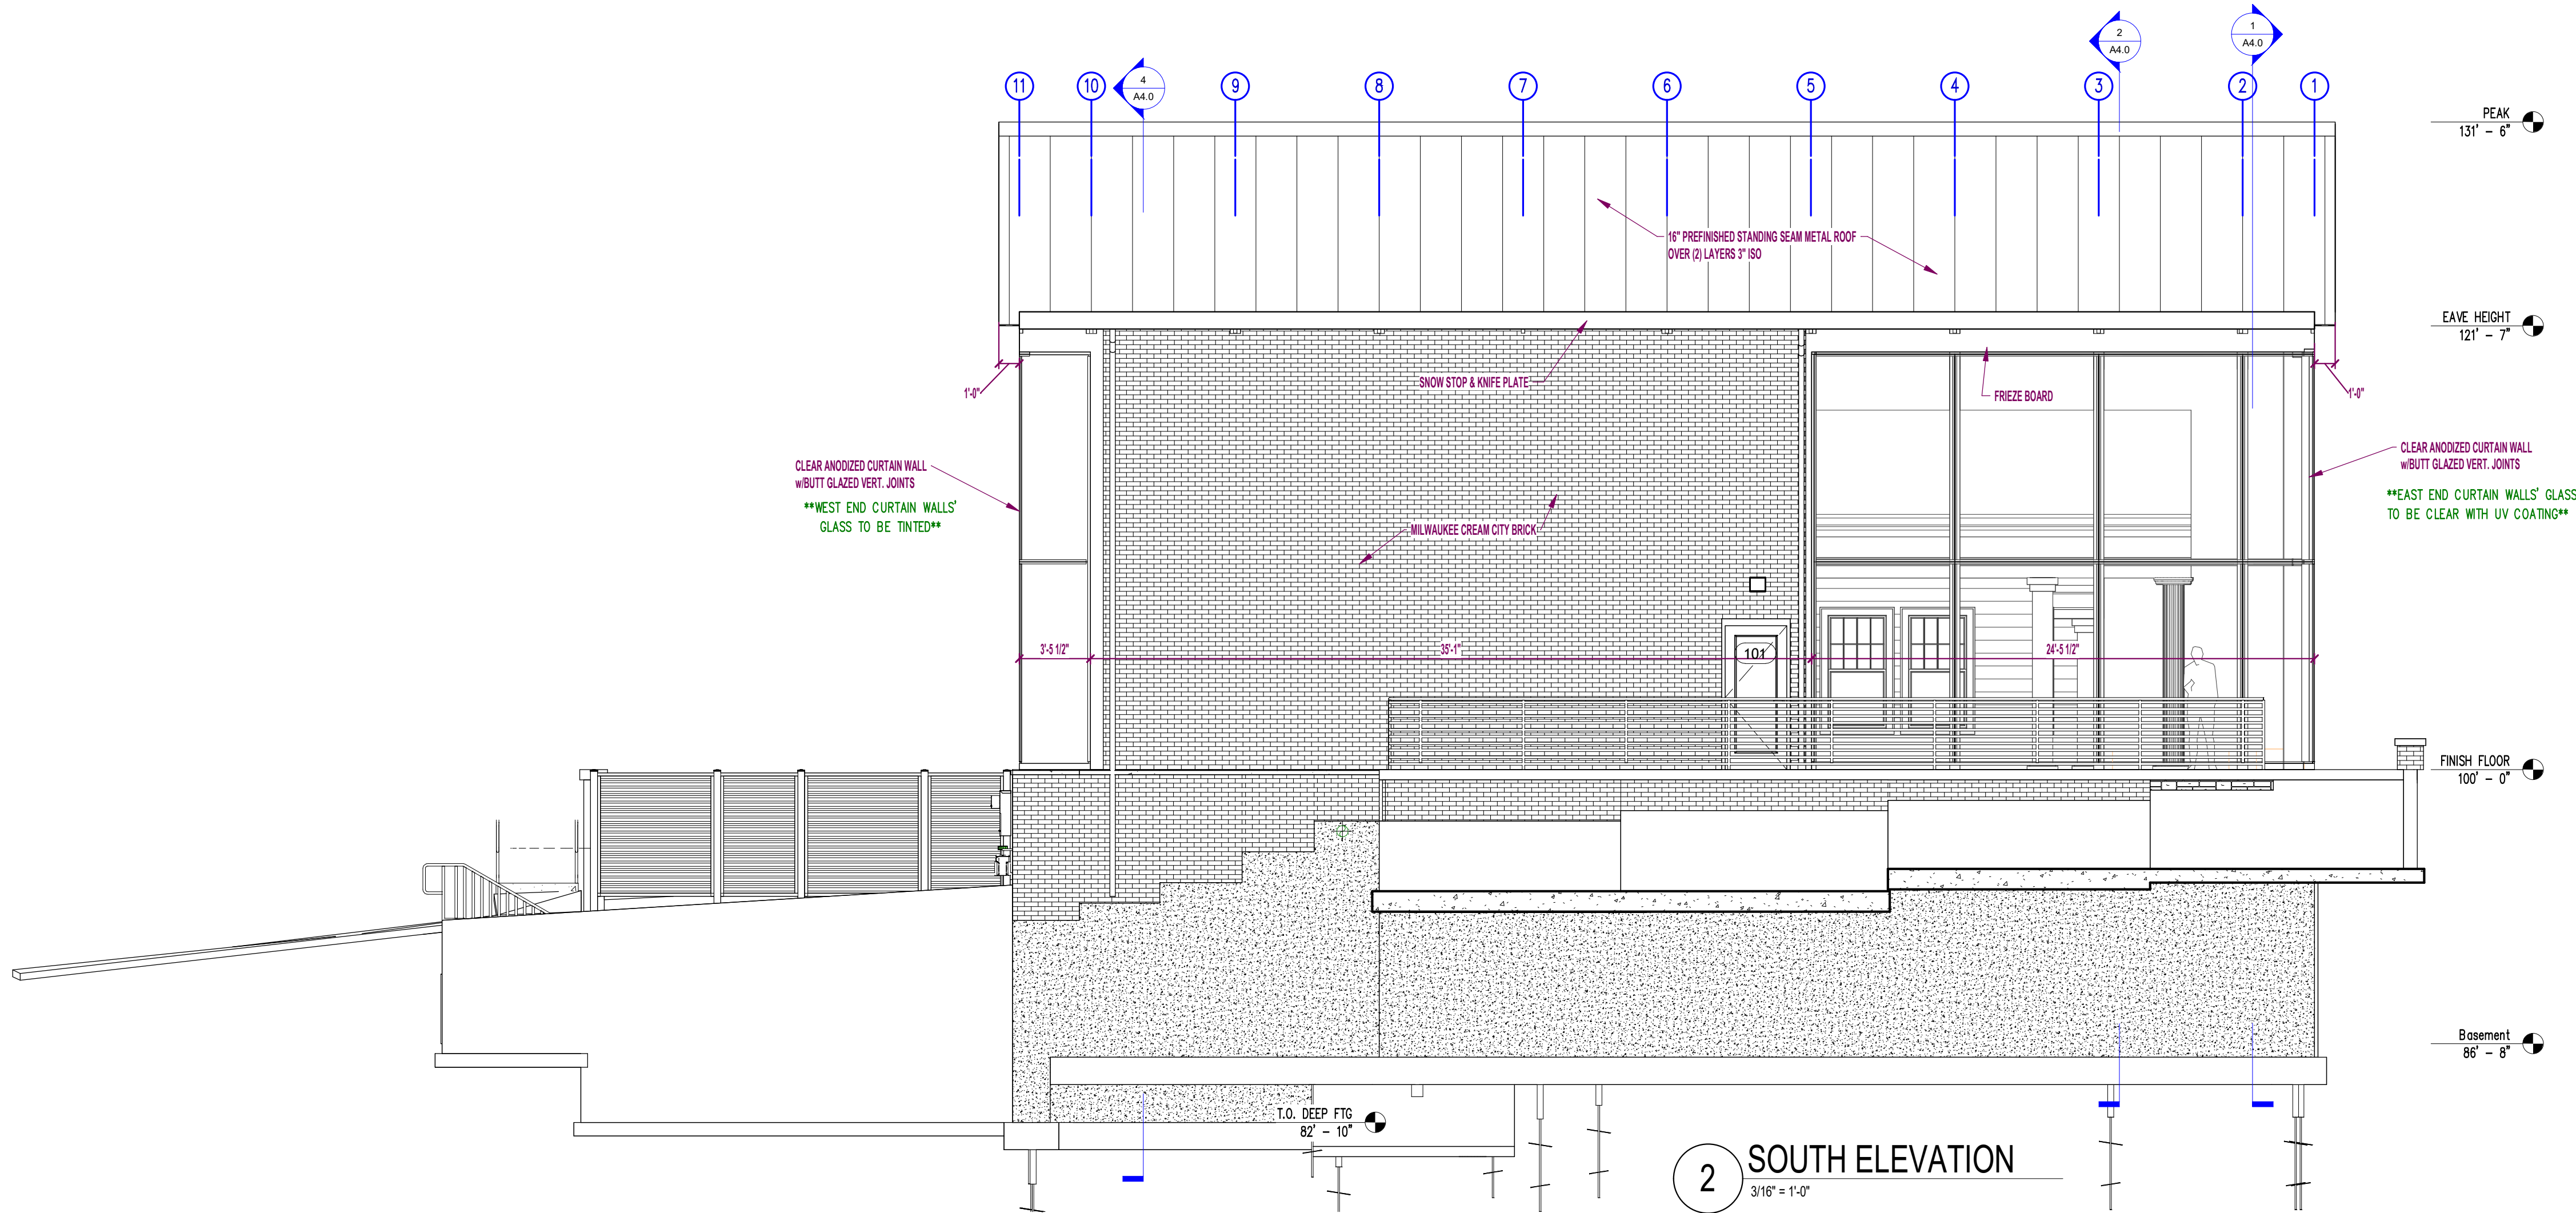 2
A4.0
1
A4.0
4
A4.0
11
10
9
8
7
6
5
4
3
2
1
PEAK
131' - 6"
16" PREFINISHED STANDING SEAM METAL ROOF
OVER (2) LAYERS 3" ISO
EAVE HEIGHT
121' - 7"
1'-0"
SNOW STOP & KNIFE PLATE
FRIEZE BOARD
1'-0"
CLEAR ANODIZED CURTAIN WALL
w/BUTT GLAZED VERT. JOINTS
**WEST END CURTAIN WALLS'
GLASS TO BE TINTED**
CLEAR ANODIZED CURTAIN WALL
w/BUTT GLAZED VERT. JOINTS
**EAST END CURTAIN WALLS' GLASS
TO BE CLEAR WITH UV COATING**
MILWAUKEE CREAM CITY BRICK
3'-5 1/2"
35'-1"
101
24'-5 1/2"
FINISH FLOOR
100' - 0"
Basement
86' - 8"
T.O. DEEP FTG
82' - 10"
2
SOUTH ELEVATION
3/16" = 1'-0"